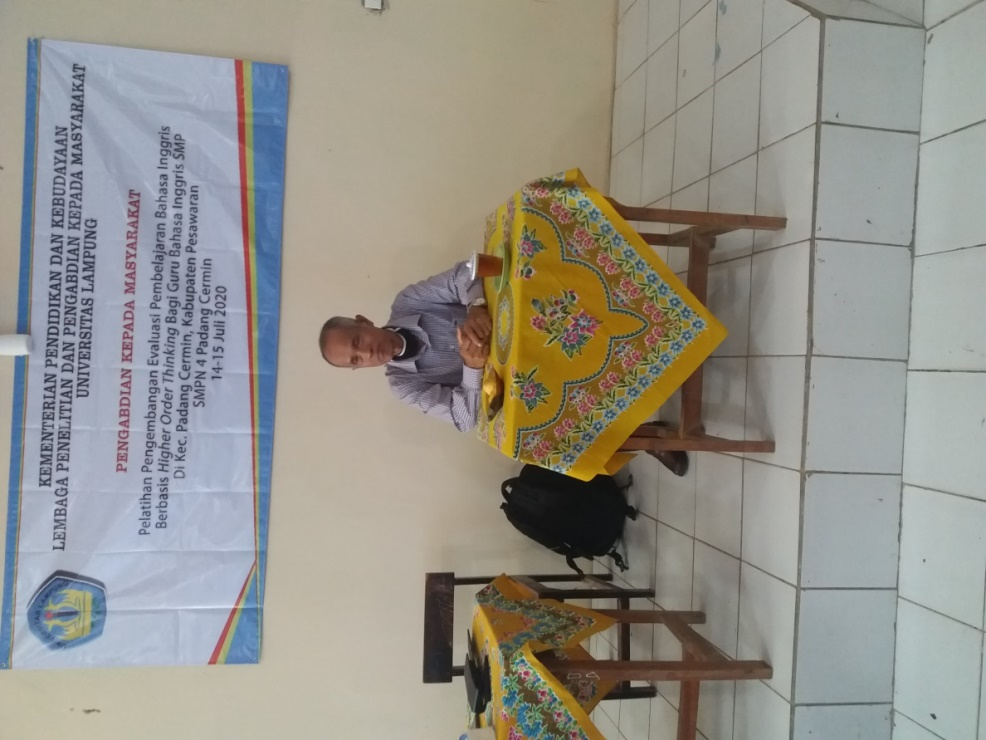 KEMENTERIAN PENDIDIKAN DAN KEBUDAYAAN
LEMBAGA PENELITIAN DAN PENGABDIAN KEPADA MASYARAKAT
UNIVERSITAS LAMPUNG
PENGABDIAN KEPADA MASYARAKAT
Pelatihan Pengembangan Evaluasi Pembelajaran Bahasa Inggris
Berbasis Higher Order Thinking Bagi Guru Bahasa Inggris SMP
Di Kec. Padang Cermin, Kabupaten Pesawaran
SMPN 4 Padang Cermin
14-15 Juli 2020